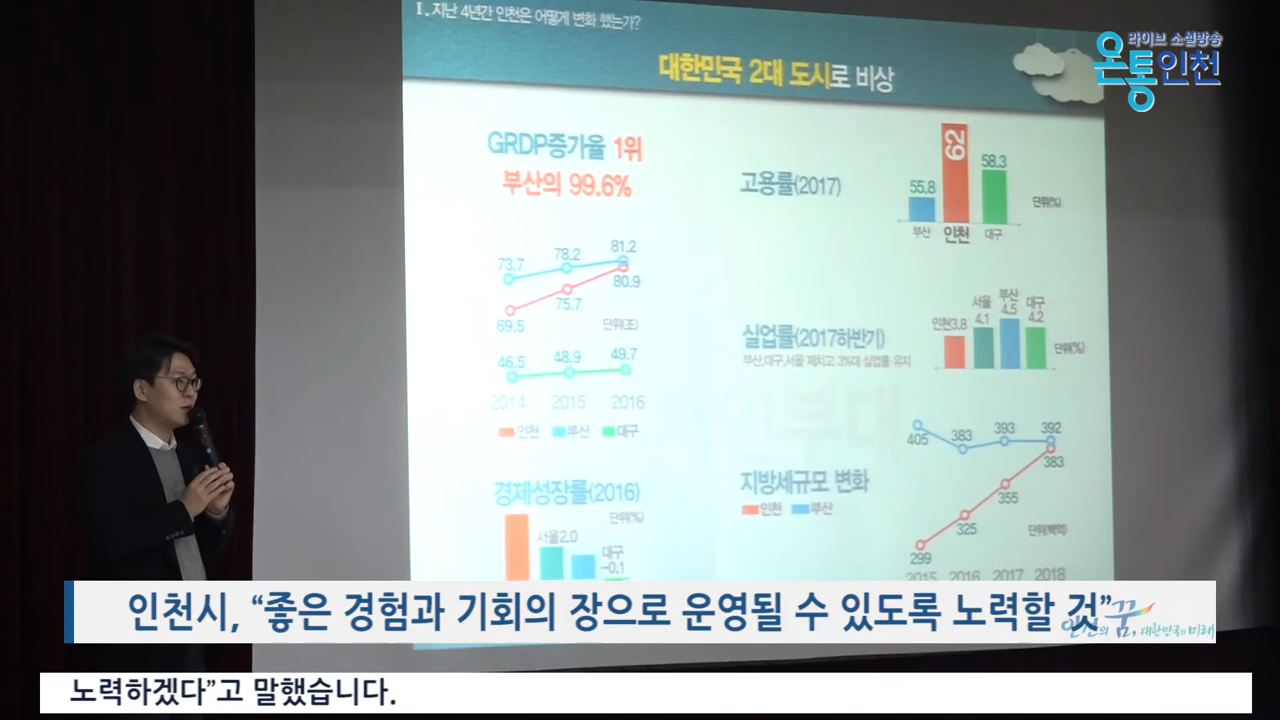 Ⅰ. 지난 4년간 인천은 어떻게 변화 했는가?
라이브 소셜방송
온통인천
대한민국 2대 도시로 비상
GRDP증가율 1위
부산의 99.6%
73.7 78.2 81.2
69.5 75.7 80.9
단위(조)
46.5 48.9 49.7
2014 2015 2016
인천 부산 대구
고용률(2017)
55.8 62 58.3
단위(%)
부산 인천 대구
실업률(2017하반기)
부산,대구,서울 제치고 3%대 실업률 유지
인천3.8
서울 4.1
부산 4.5
대구 4.2
단위(%)
경제성장률(2016)
단위(%)
서울2.0
대구
-0.1
지방세규모 변화
인천 부산
405 383 393 392
299 325 355 383
단위(백억)
2015 2016 2017 2018
인천시, “좋은 경험과 기회의 장으로 운영될 수 있도록 노력할 것”
인천의 꿈, 대한민국의 미래
노력하겠다”고 말했습니다.